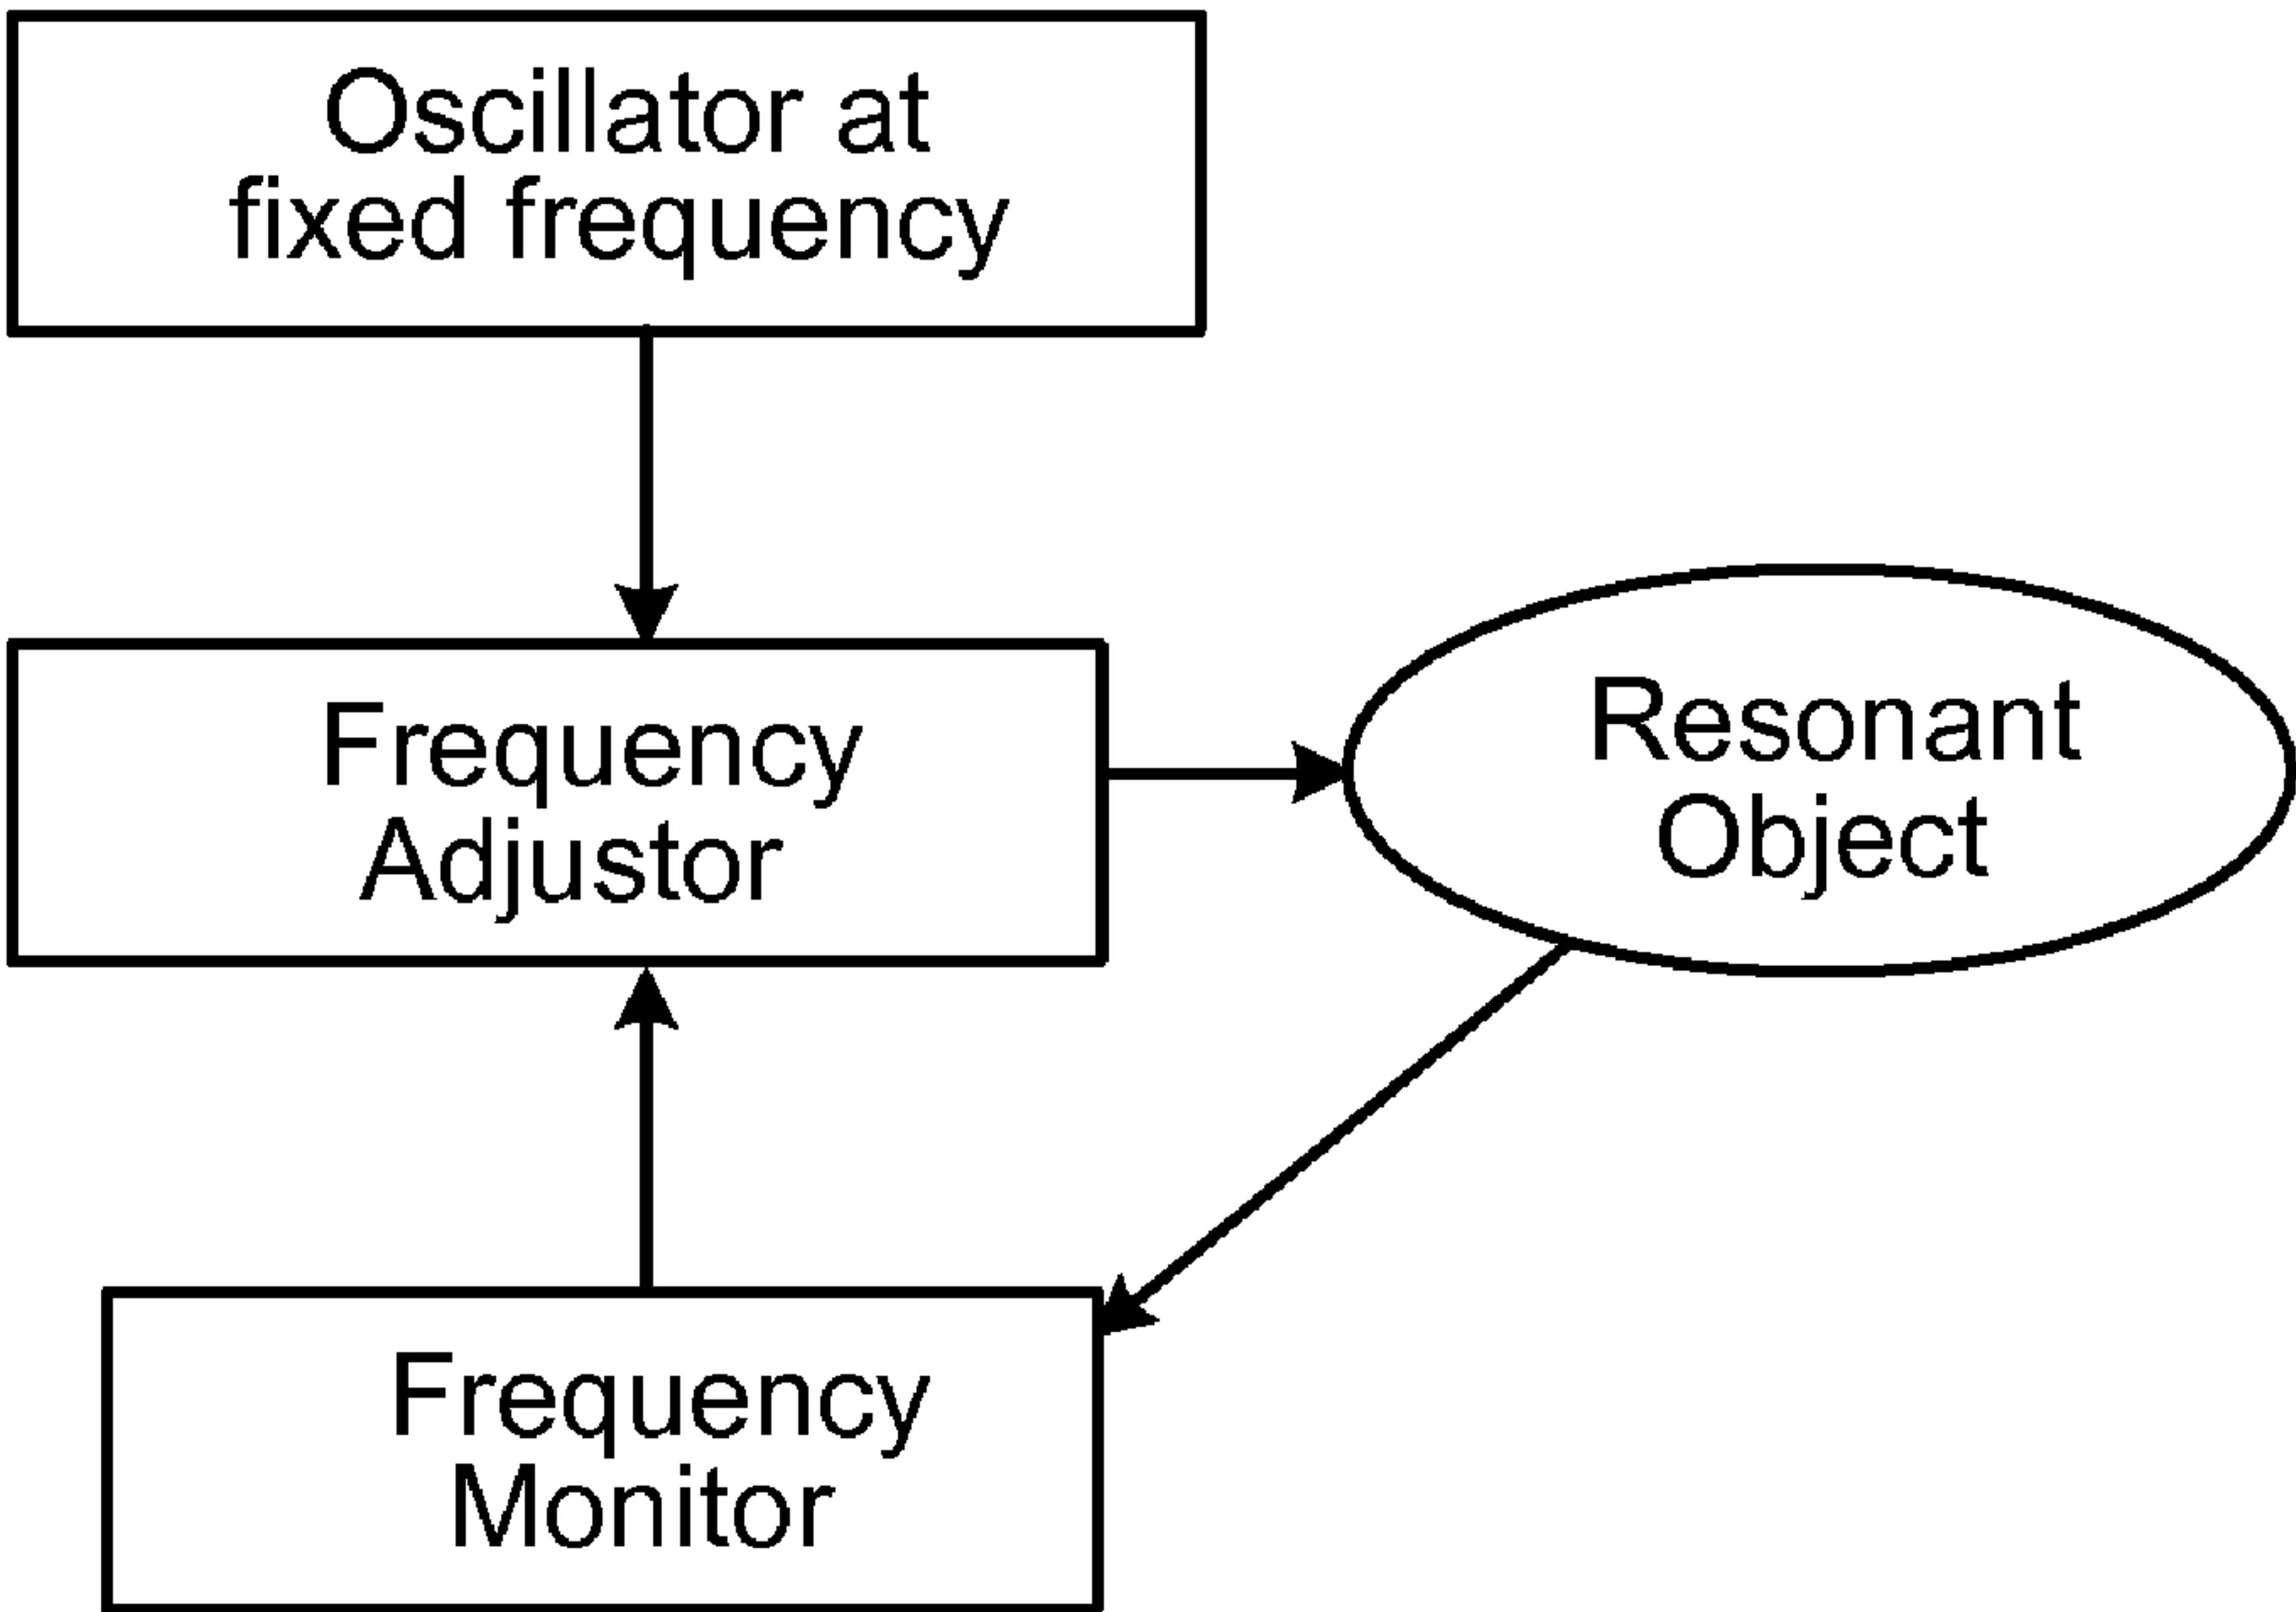 Oscillator at
fixed frequency
Frequency
Adjustor
Resonant
Object
Frequency
Monitor